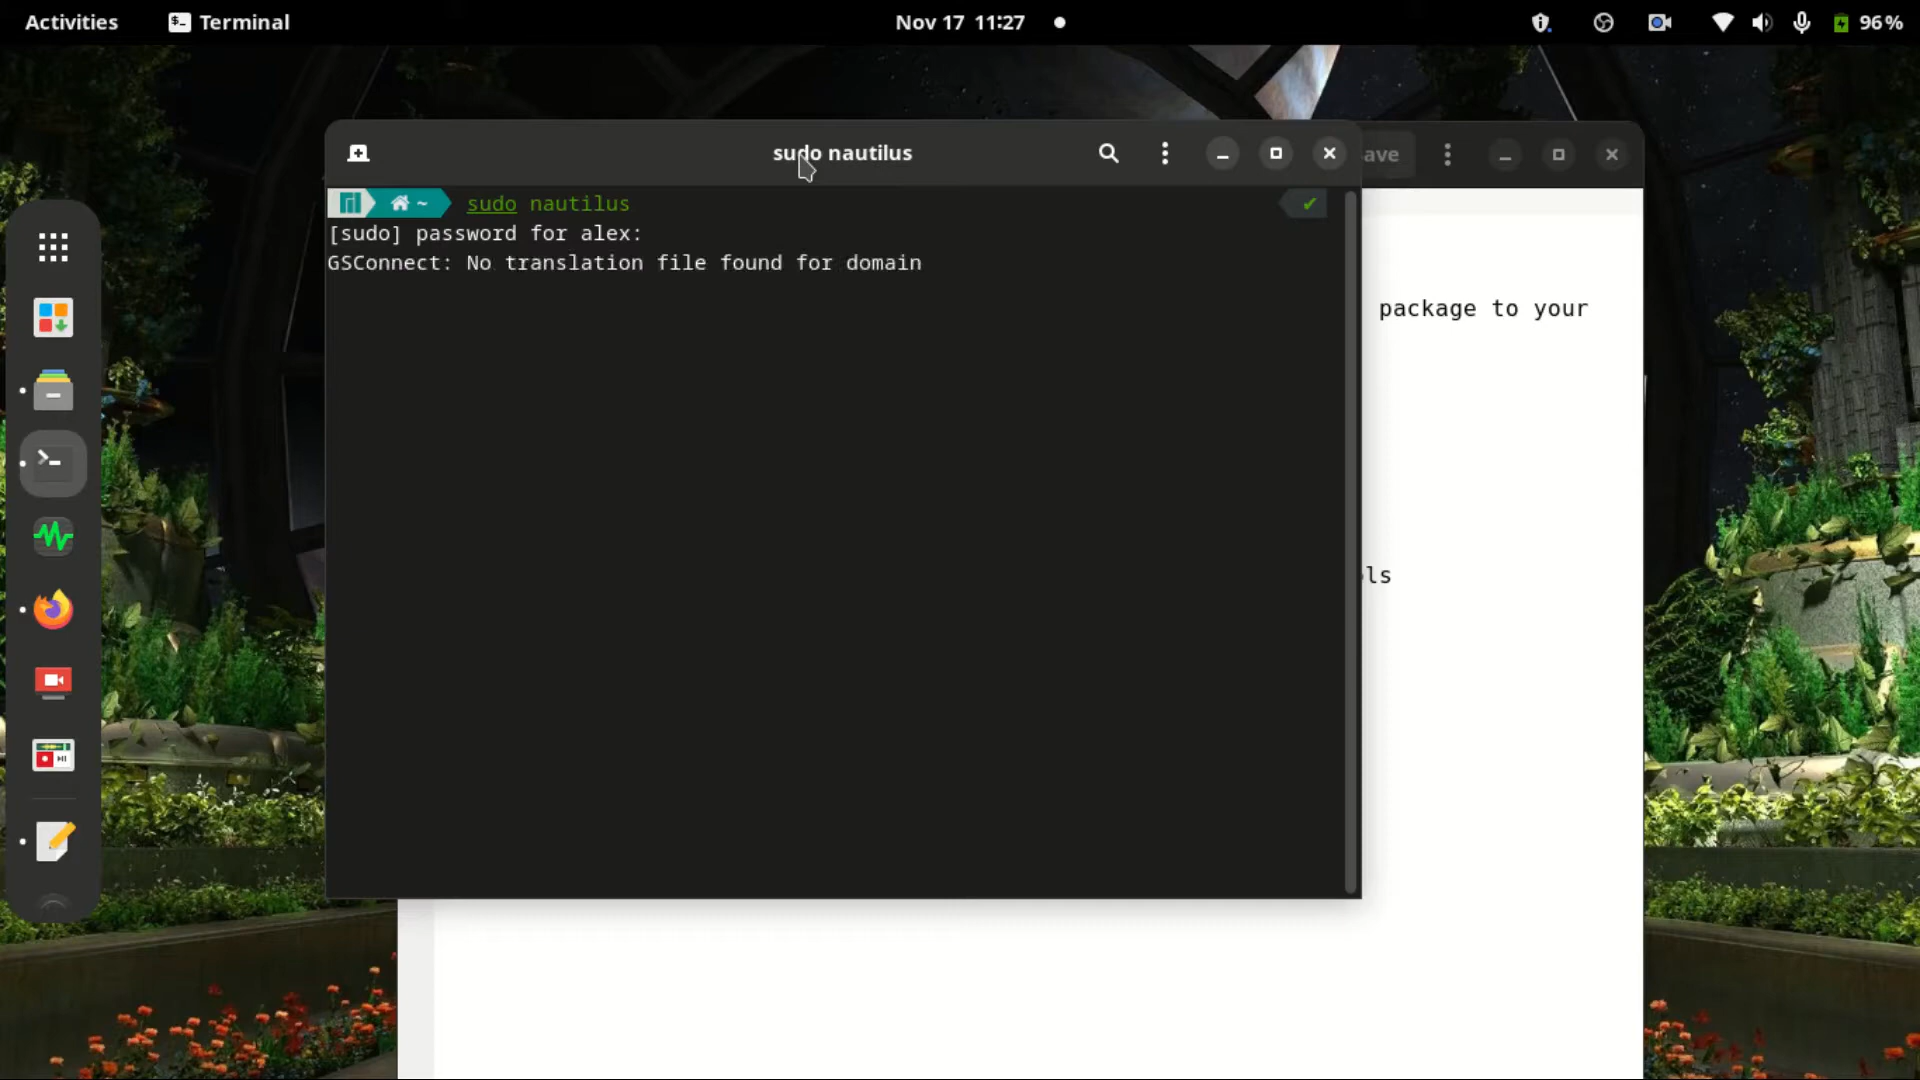 Activities Terminal Nov 17 11:27 96%
sudo nautilus
ave
~ sudo nautilus
[sudo] password for alex:
GSConnect: No translation file found for domain
package to your
ls